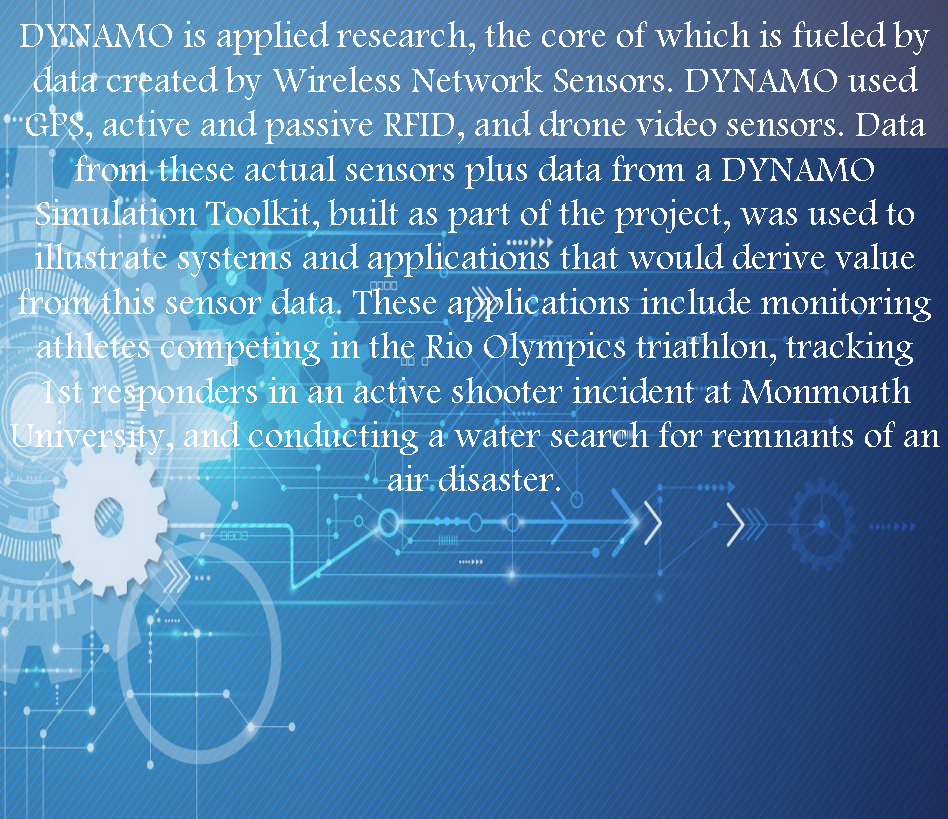 DYNAMO is applied research, the core of which is fueled by
data created by Wireless Network Sensors. DYNAMO used
GPS, active and passive RFID, and drone video sensors. Data
from these actual sensors plus data from a DYNAMO
Simulation Toolkit, built as part of the project, was used to
illustrate systems and applications that would derive value
from this sensor data. These applications include monitoring
athletes competing in the Rio Olympics triathlon, tracking
1st responders in an active shooter incident at Monmouth
University, and conducting a water search for remnants of an
air disaster.